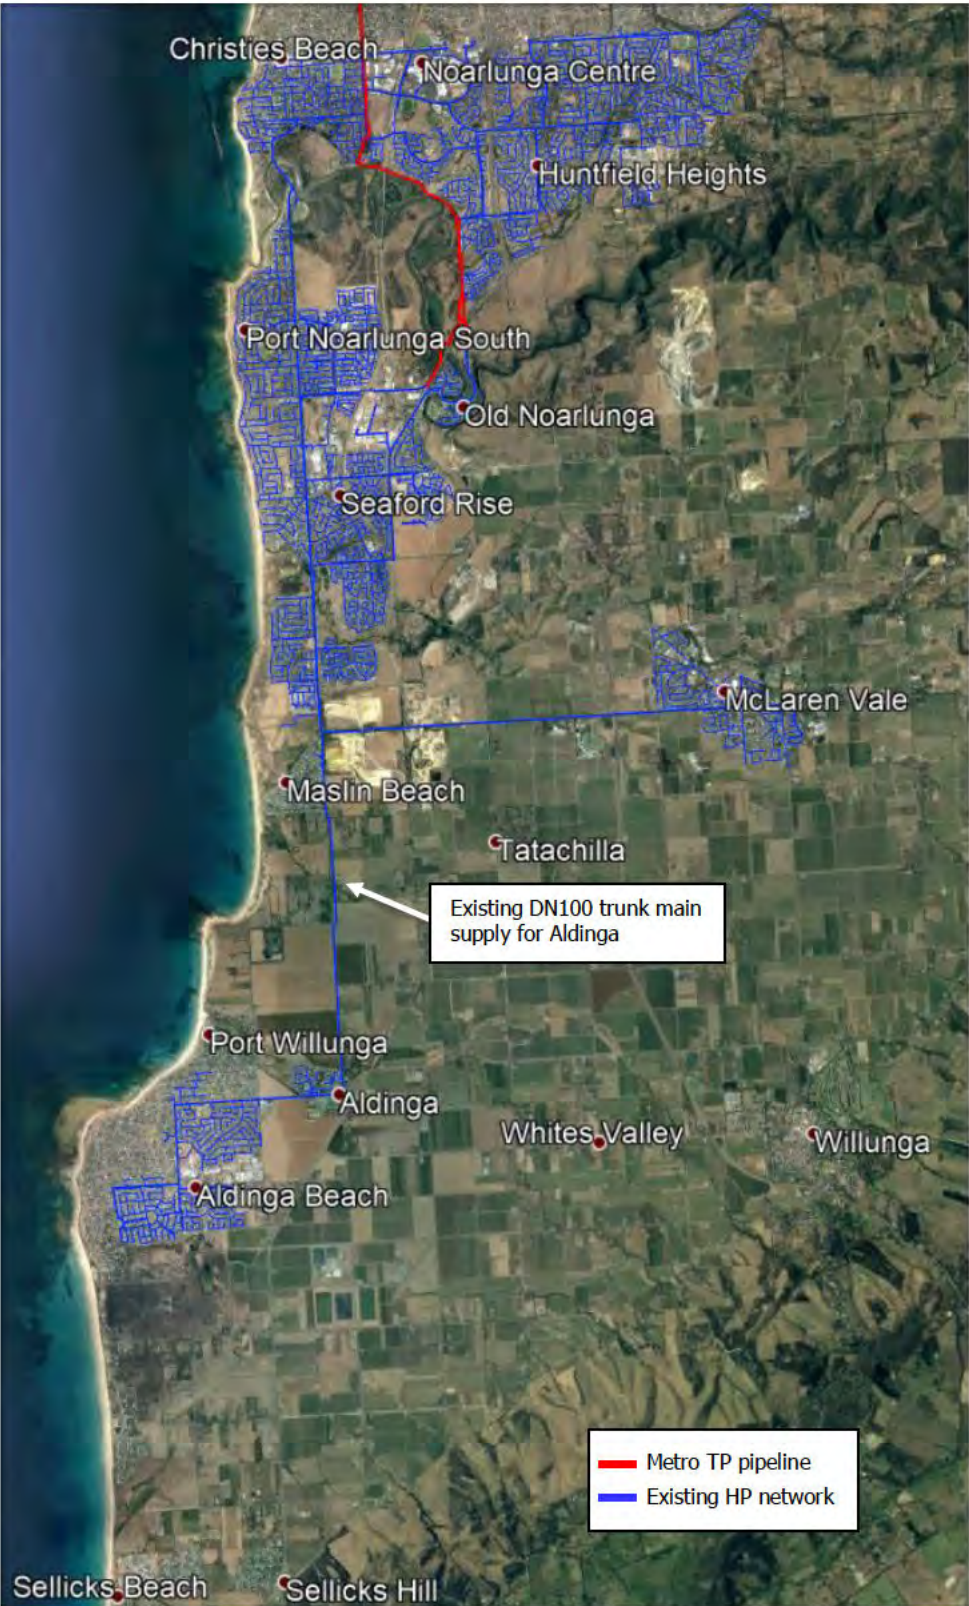 Christies Beach
Noarlunga Centre
Huntfield Heights
Port Noarlunga South
Old Noarlunga
Seaford Rise
McLaren Vale
Maslin Beach
Tatachilla
Existing DN100 trunk main
supply for Aldinga
Port Willunga
Aldinga
Whites Valley
Willunga
Aldinga Beach
Metro TP pipeline
Existing HP network
Sellicks Beach
Sellicks Hill